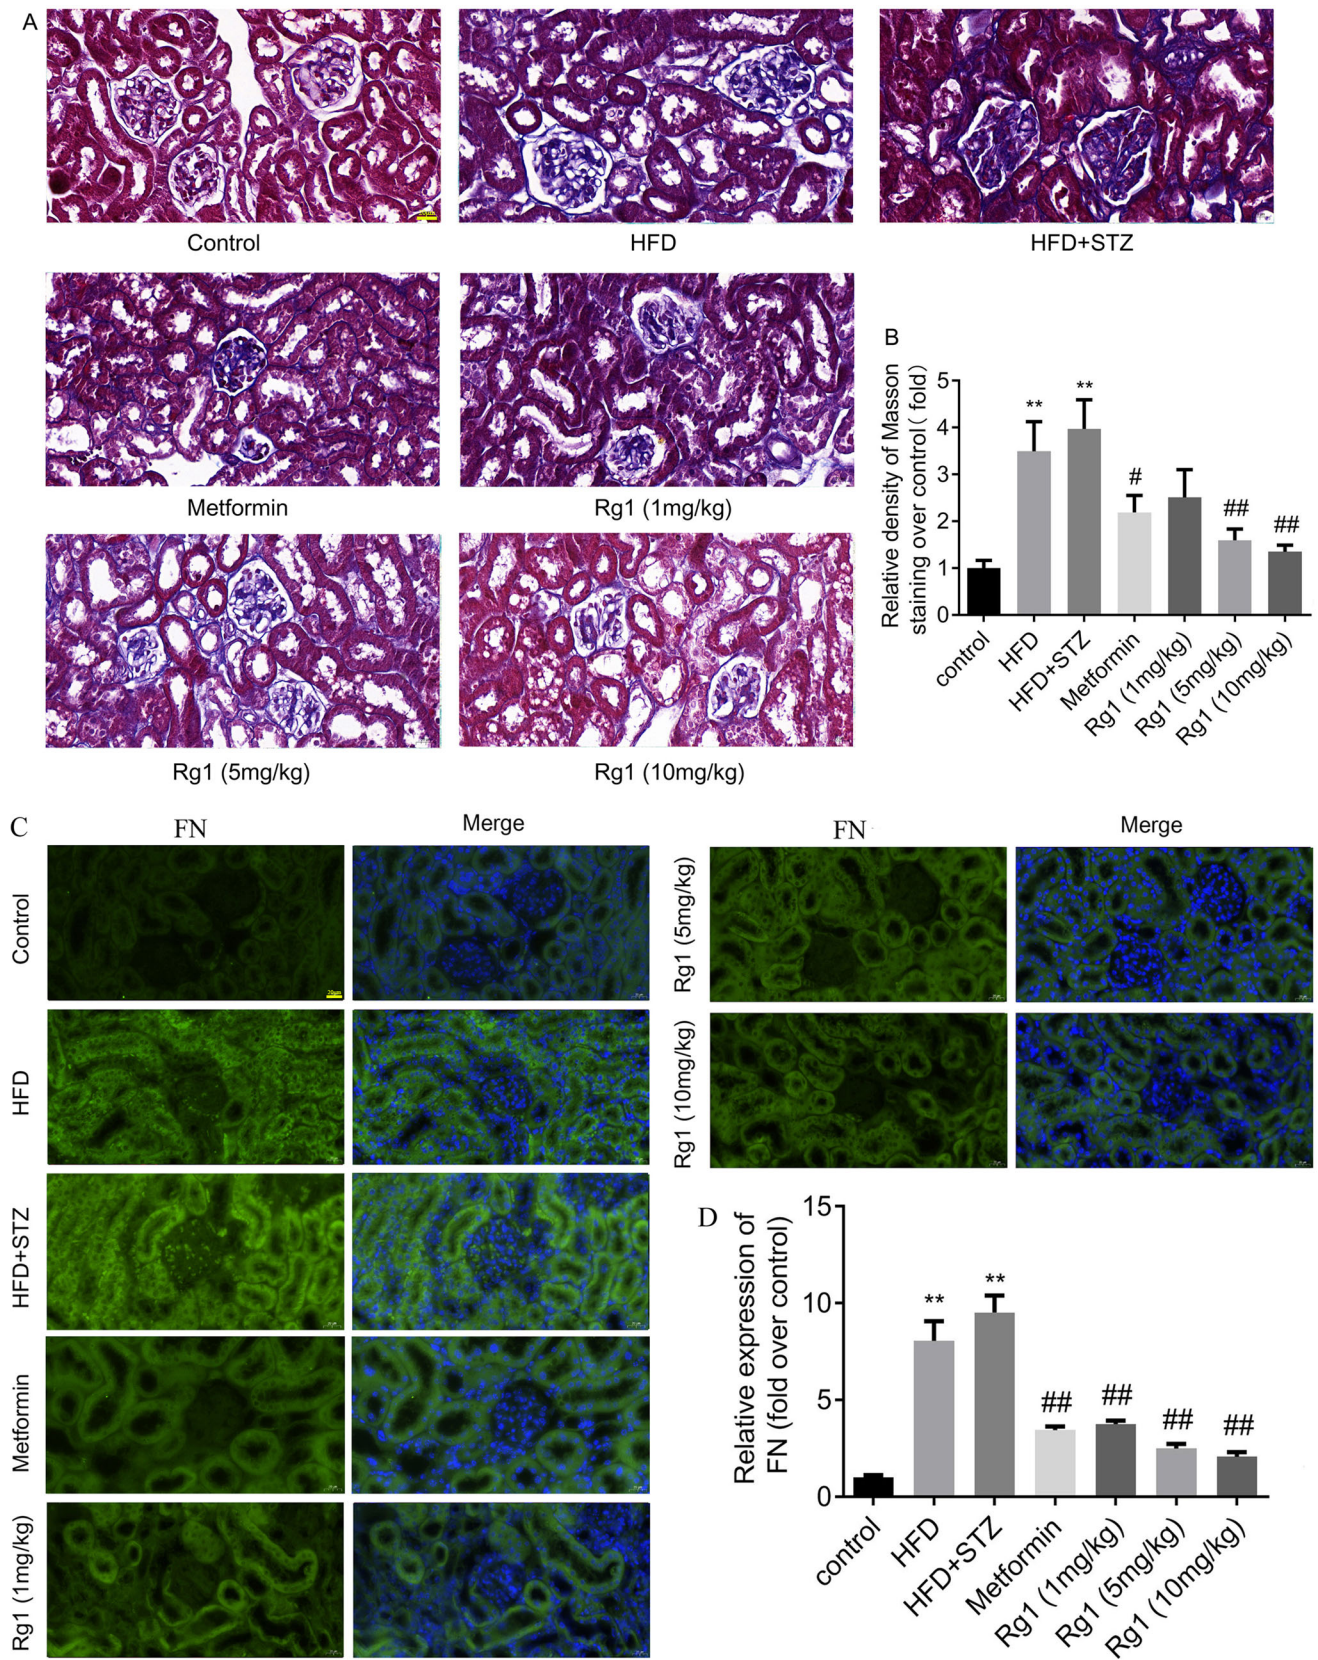 A
Control
HFD
HFD+STZ
Metformin
Rg1 (1mg/kg)
Rg1 (5mg/kg)
Rg1 (10mg/kg)
B
Relative density of Masson
staining over control( fold)
5
4
3
2
1
0
**
**
#
##
##
control
HFD
HFD+STZ
Metformin
Rg1 (1mg/kg)
Rg1 (5mg/kg)
Rg1 (10mg/kg)
C
FN
Merge
FN
Merge
Control
20μm
HFD
HFD+STZ
Metformin
Rg1 (1mg/kg)
Rg1 (5mg/kg)
Rg1 (10mg/kg)
D
Relative expression of
FN (fold over control)
15
10
5
0
**
**
##
##
##
##
control
HFD
HFD+STZ
Metformin
Rg1 (1mg/kg)
Rg1 (5mg/kg)
Rg1 (10mg/kg)